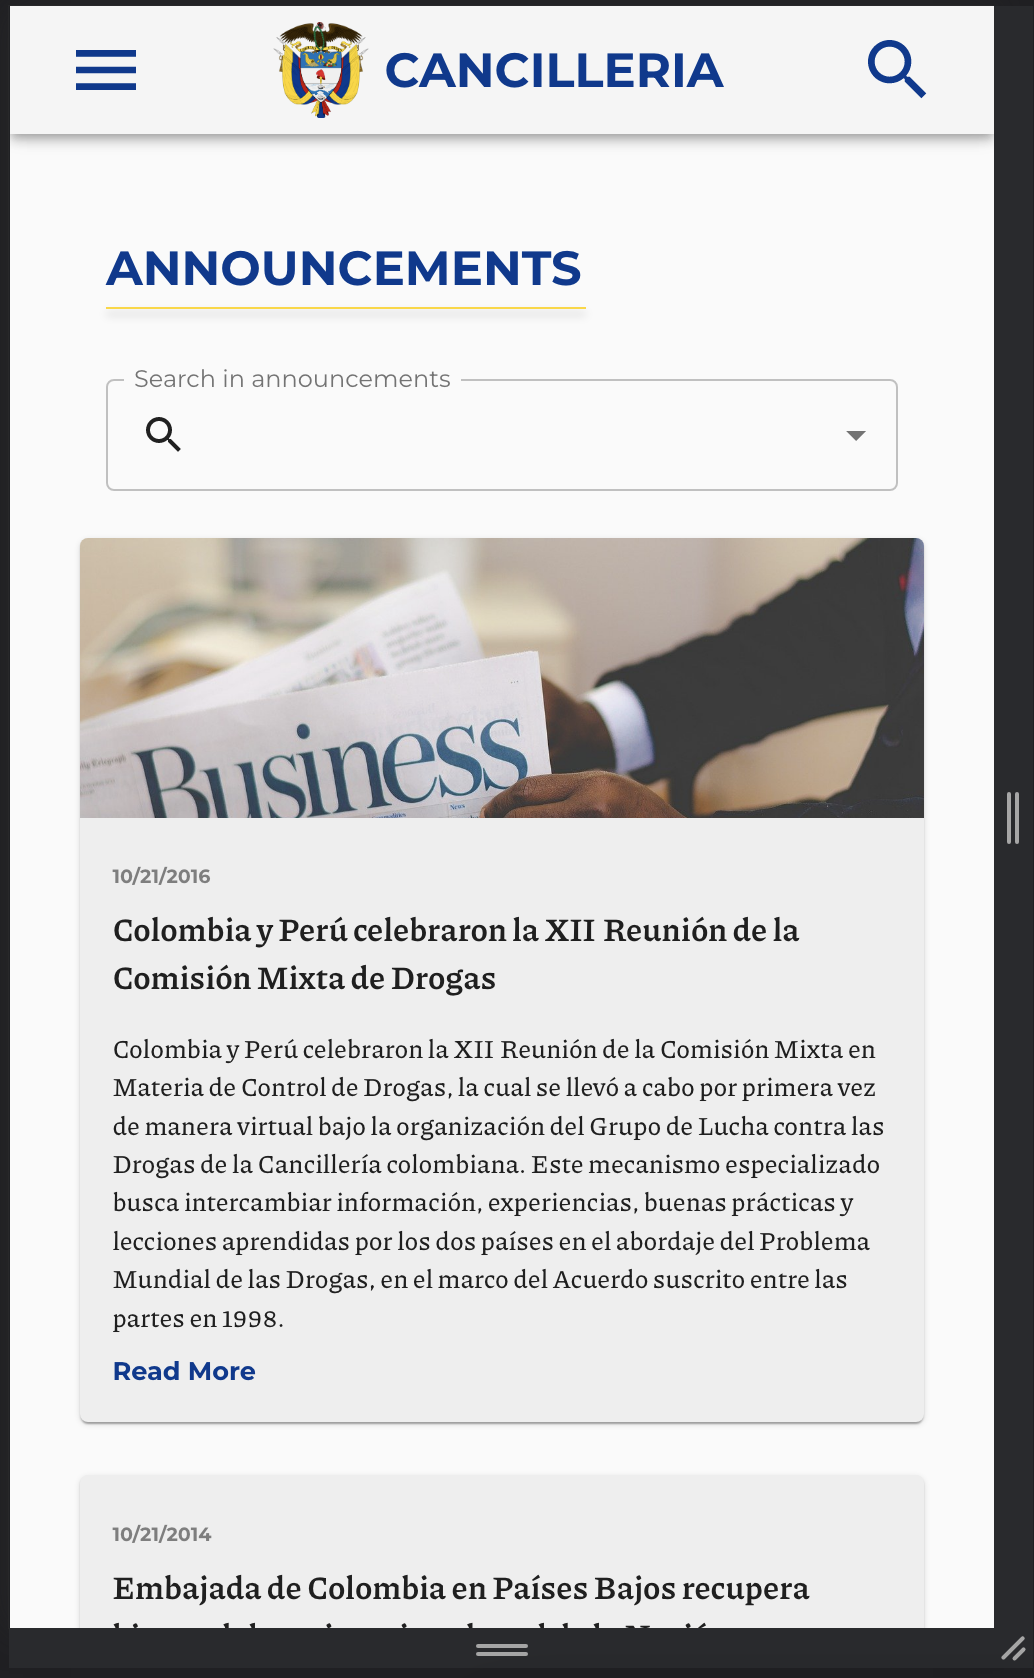 CANCILLERIA
ANNOUNCEMENTS
Search in announcements
Business
News
10/21/2016
Colombia y Perú celebraron la XII Reunión de la
Comisión Mixta de Drogas
Colombia y Perú celebraron la XII Reunión de la Comisión Mixta en
Materia de Control de Drogas, la cual se llevó a cabo por primera vez
de manera virtual bajo la organización del Grupo de Lucha contra las
Drogas de la Cancillería colombiana. Este mecanismo especializado
busca intercambiar información, experiencias, buenas prácticas y
lecciones aprendidas por los dos países en el abordaje del Problema
Mundial de las Drogas, en el marco del Acuerdo suscrito entre las
partes en 1998.
Read More
10/21/2014
Embajada de Colombia en Países Bajos recupera